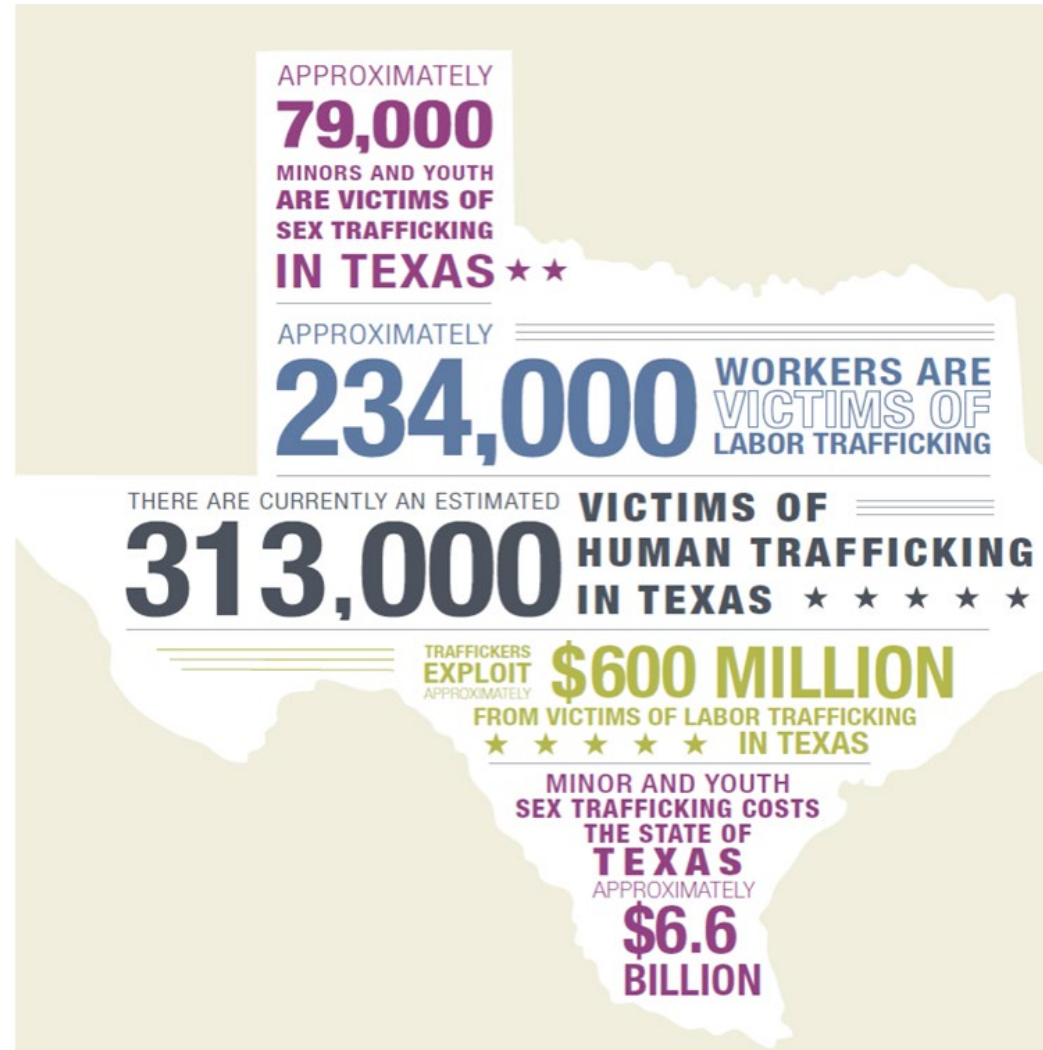 APPROXIMATELY
79,000
MINORS AND YOUTH
ARE VICTIMS OF
SEX TRAFFICKING
IN TEXAS
APPROXIMATELY
234,000
WORKERS ARE
VICTIMS OF
LABOR TRAFFICKING
THERE ARE CURRENTLY AN ESTIMATED
313,000
VICTIMS OF
HUMAN TRAFFICKING
IN TEXAS
TRAFFICKERS
EXPLOIT
APPROXIMATELY
$600 MILLION
FROM VICTIMS OF LABOR TRAFFICKING
IN TEXAS
MINOR AND YOUTH
SEX TRAFFICKING COSTS
THE STATE OF
TEXAS
APPROXIMATELY
$6.6
BILLION